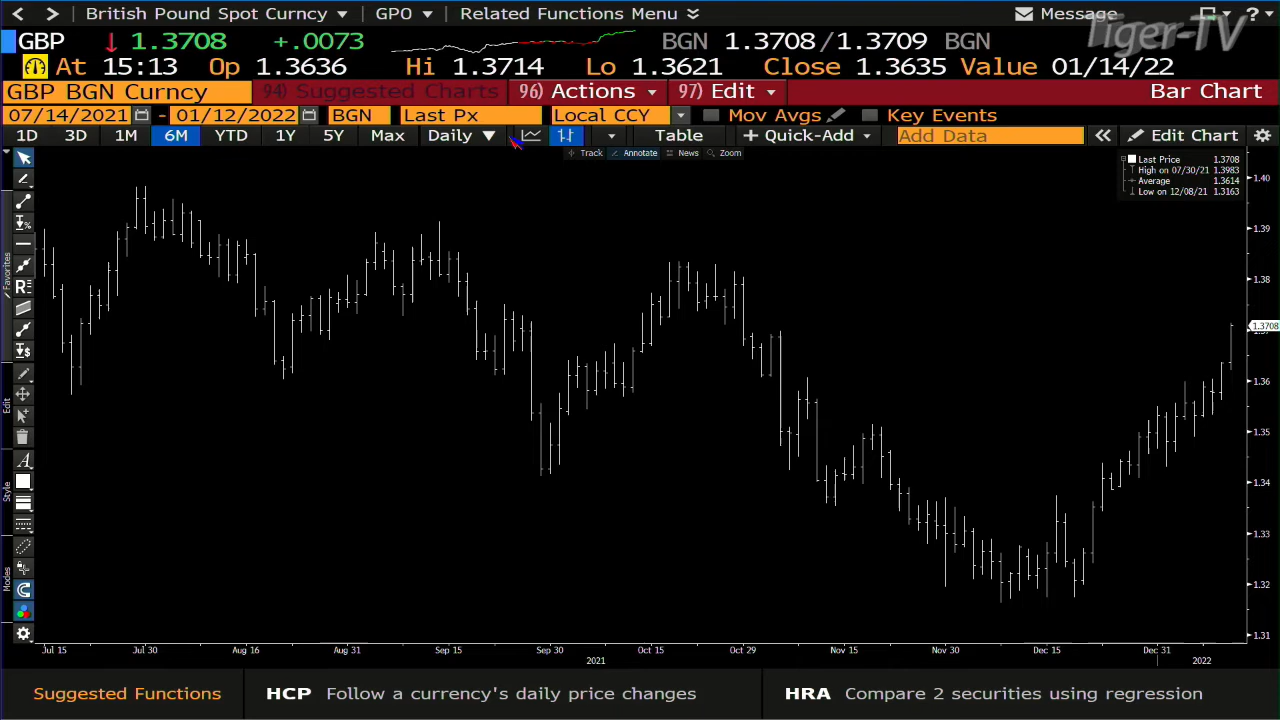 British Pound Spot Curncy GPO Related Functions Menu Message ?
Tiger-TV
GBP 1.3708 +.0073 BGN 1.3708/1.3709 BGN
At 15:13 Op 1.3636 Hi 1.3714 Lo 1.3621 Close 1.3635 Value 01/14/22
GBP BGN Curncy 94) Suggested Charts 96) Actions 97) Edit Bar Chart
07/14/2021 - 01/12/2022 BGN Last Px Local CCY Mov Avgs Key Events
1D 3D 1M 6M YTD 1Y 5Y Max Daily Table + Quick-Add Add Data Edit Chart
Track Annotate News Zoom
Last Price 1.3708
High on 07/30/21 1.3983
Average 1.3614
Low on 12/08/21 1.3163
1.40
1.39
1.38
1.3708
1.36
1.35
1.34
1.33
1.32
1.31
Favorites
Edit
Style
Modes
Jul 15 Jul 30 Aug 16 Aug 31 Sep 15 Sep 30 Oct 15 Oct 29 Nov 15 Nov 30 Dec 15 Dec 31
2021 2022
Suggested Functions HCP Follow a currency's daily price changes HRA Compare 2 securities using regression